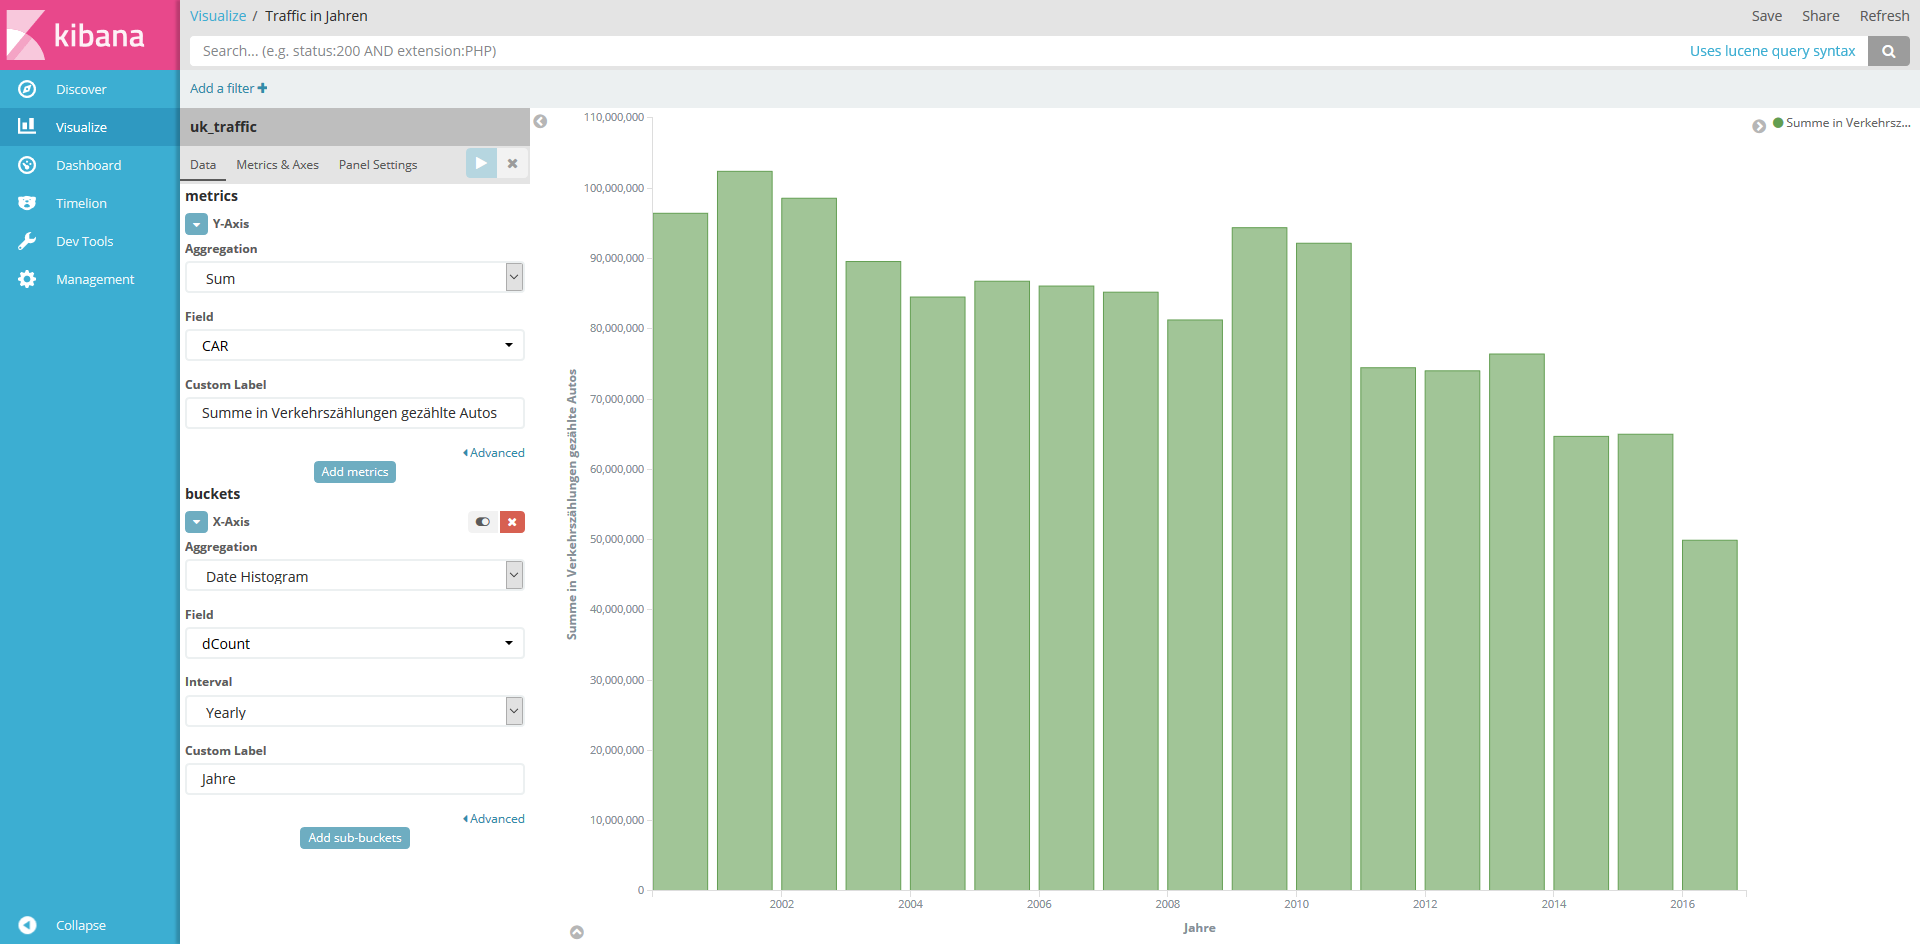 kibana
Discover
Visualize
Dashboard
Timelion
Dev Tools
Management
Collapse
Visualize / Traffic in Jahren
Save Share Refresh
Search... (e.g. status:200 AND extension:PHP)
Uses lucene query syntax
Add a filter
uk_traffic
Data Metrics & Axes Panel Settings
metrics
Y-Axis
Aggregation
Sum
Field
CAR
Custom Label
Summe in Verkehrszählungen gezählte Autos
Advanced
Add metrics
buckets
X-Axis
Aggregation
Date Histogram
Field
dCount
Interval
Yearly
Custom Label
Jahre
Advanced
Add sub-buckets
Summe in Verkehrszählungen gezählte Autos
110,000,000
100,000,000
90,000,000
80,000,000
70,000,000
60,000,000
50,000,000
40,000,000
30,000,000
20,000,000
10,000,000
0
2002 2004 2006 2008 2010 2012 2014 2016
Jahre
Summe in Verkehrsz...